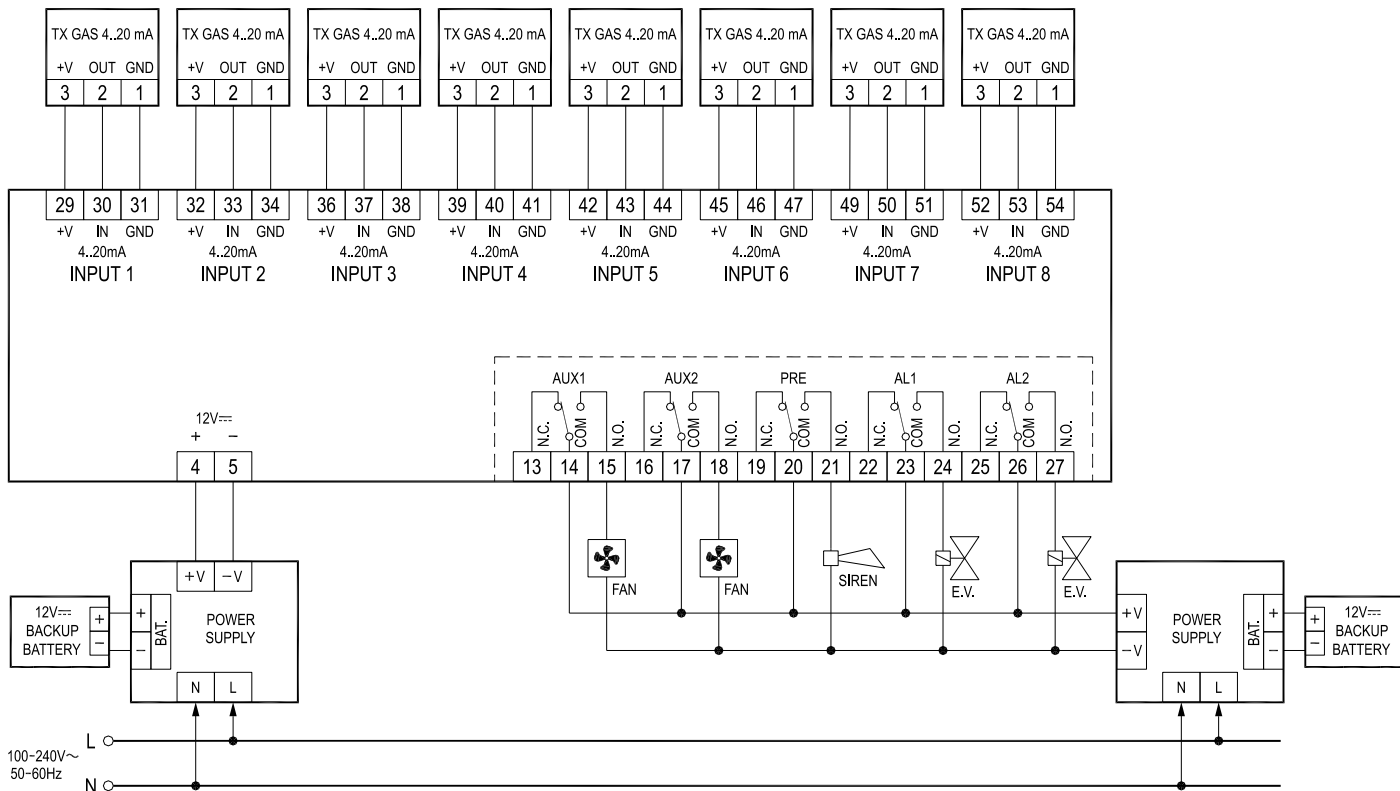 TX GAS 4..20 mA TX GAS 4..20 mA TX GAS 4..20 mA TX GAS 4..20 mA TX GAS 4..20 mA TX GAS 4..20 mA TX GAS 4..20 mA TX GAS 4..20 mA
+V OUT GND +V OUT GND +V OUT GND +V OUT GND +V OUT GND +V OUT GND +V OUT GND +V OUT GND
3 2 1 3 2 1 3 2 1 3 2 1 3 2 1 3 2 1 3 2 1 3 2 1
29 30 31 32 33 34 36 37 38 39 40 41 42 43 44 45 46 47 49 50 51 52 53 54
+V IN GND +V IN GND +V IN GND +V IN GND +V IN GND +V IN GND +V IN GND +V IN GND
4..20mA 4..20mA 4..20mA 4..20mA 4..20mA 4..20mA 4..20mA 4..20mA
INPUT 1 INPUT 2 INPUT 3 INPUT 4 INPUT 5 INPUT 6 INPUT 7 INPUT 8
AUX1 AUX2 PRE AL1 AL2
N.C. COM N.O. N.C. COM N.O. N.C. COM N.O. N.C. COM N.O. N.C. COM N.O.
12V⎓
+ −
4 5
13 14 15 16 17 18 19 20 21 22 23 24 25 26 27
FAN FAN SIREN E.V. E.V.
+V −V
12V⎓
BACKUP
BATTERY
+
−
+
−
BAT.
POWER
SUPPLY
N L
+V
−V
POWER
SUPPLY
BAT.
+
−
+
−
12V⎓
BACKUP
BATTERY
N L
L
100-240V~
50-60Hz
N